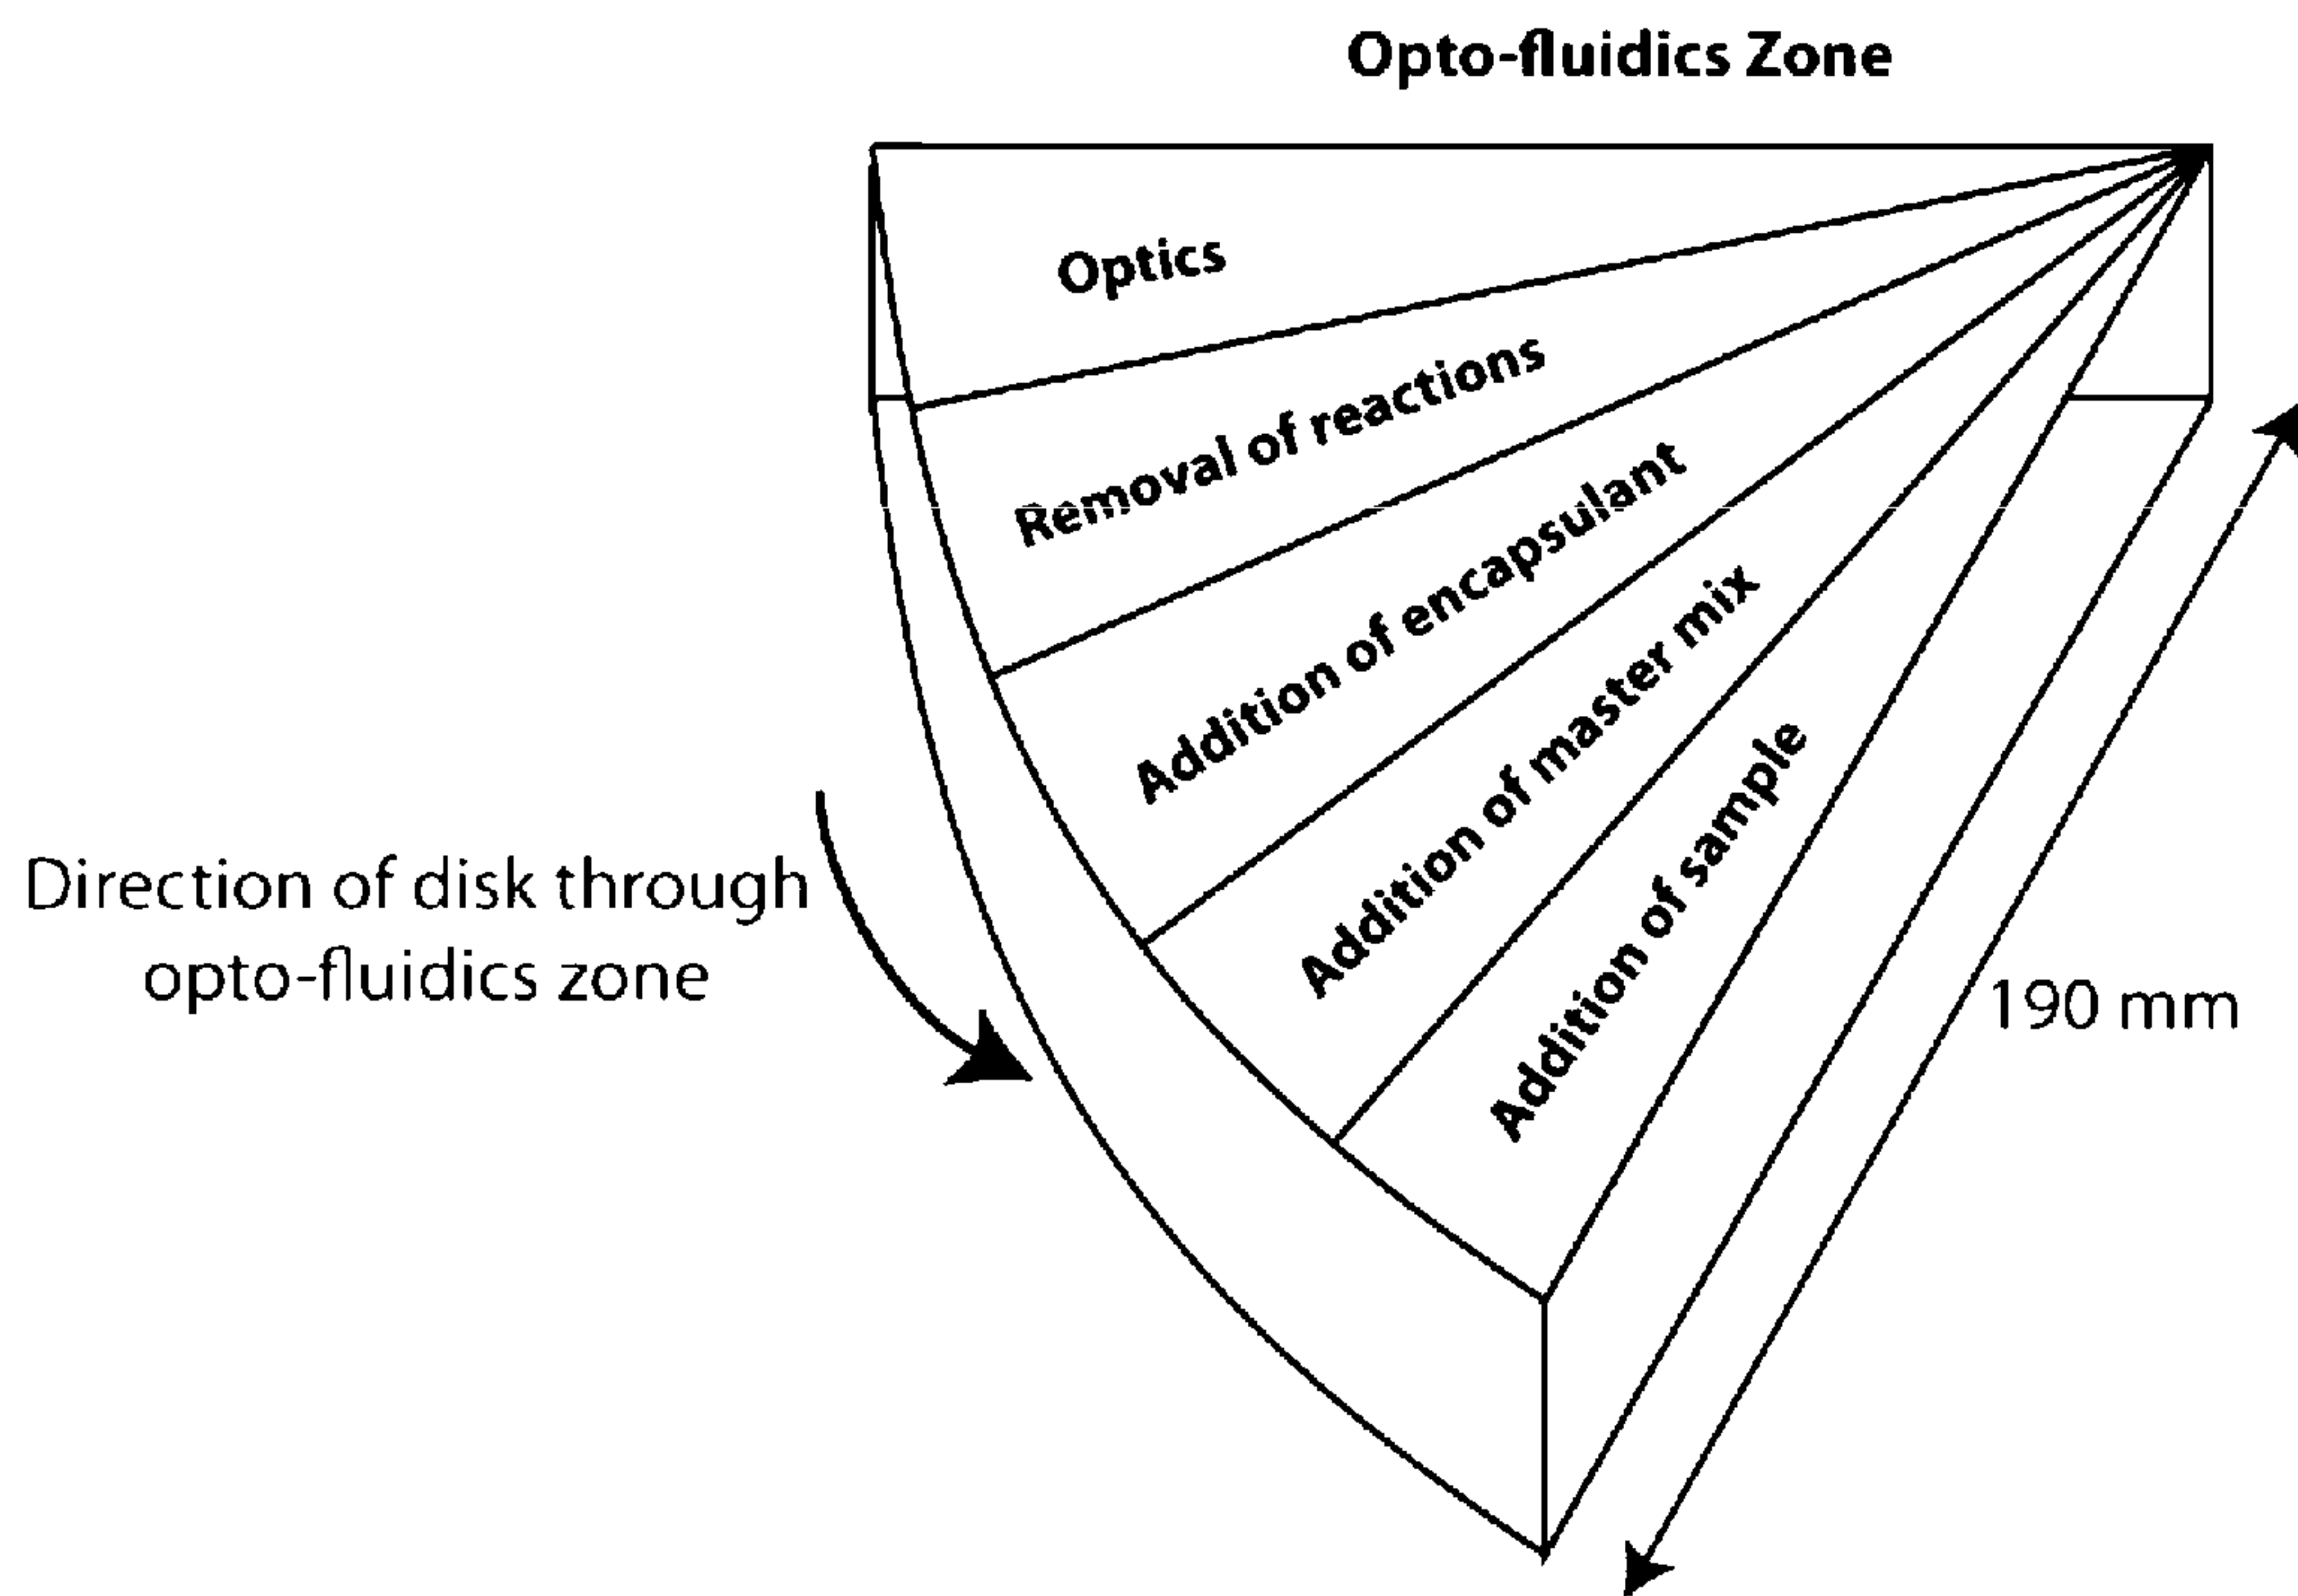 Opto-fluidics Zone
Optics
Removal of reactions
Addition of encapsulant
Addition of master mix
Addition of sample
Direction of disk through
opto-fluidics zone
190 mm